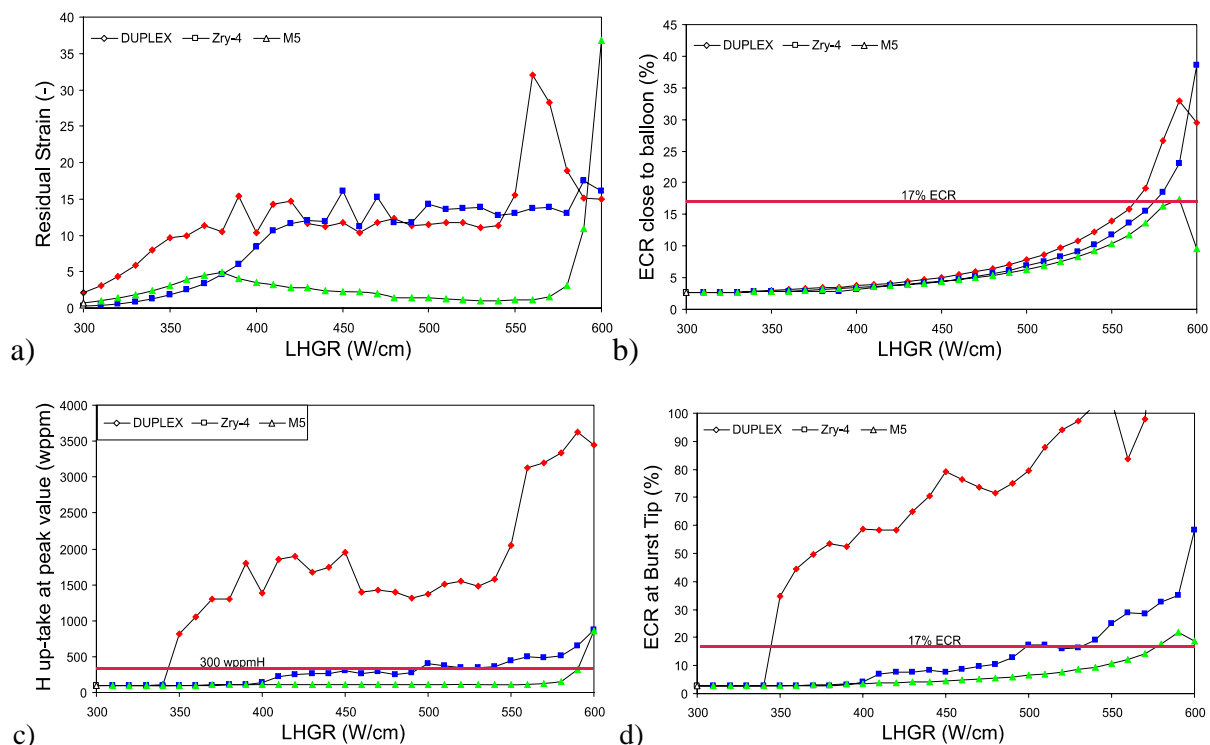 a)
Residual Strain (-)
40
35
30
25
20
15
10
5
0
DUPLEX Zry-4 M5
300 350 400 450 500 550 600
LHGR (W/cm)
b)
ECR close to balloon (%)
45
40
35
30
25
20
15
10
5
0
DUPLEX Zry-4 M5
17% ECR
300 350 400 450 500 550 600
LHGR (W/cm)
c)
H up-take at peak value (wppm)
4000
3500
3000
2500
2000
1500
1000
500
0
DUPLEX Zry-4 M5
300 wppmH
300 350 400 450 500 550 600
LHGR (W/cm)
d)
ECR at Burst Tip (%)
100
90
80
70
60
50
40
30
20
10
0
DUPLEX Zry-4 M5
17% ECR
300 350 400 450 500 550 600
LHGR (W/cm)